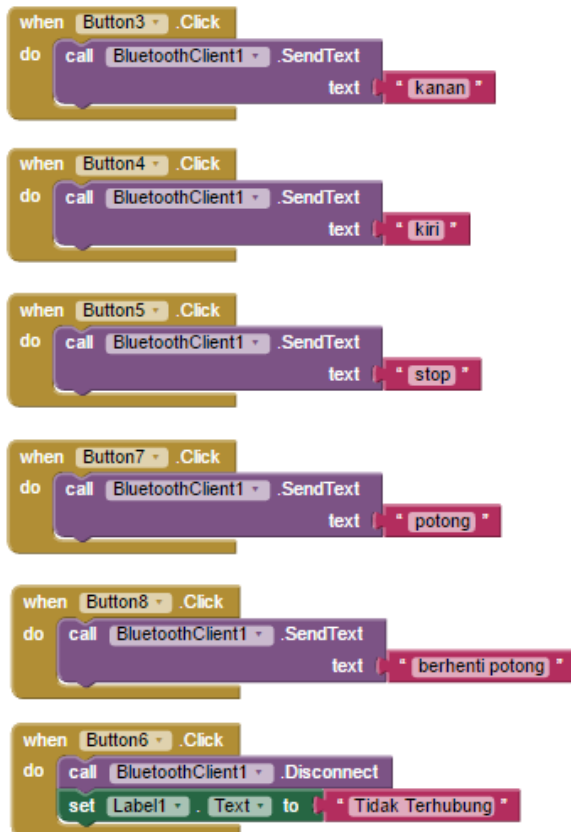 when Button3 .Click
do call BluetoothClient1 .SendText
text " kanan "
when Button4 .Click
do call BluetoothClient1 .SendText
text " kiri "
when Button5 .Click
do call BluetoothClient1 .SendText
text " stop "
when Button7 .Click
do call BluetoothClient1 .SendText
text " potong "
when Button8 .Click
do call BluetoothClient1 .SendText
text " berhenti potong "
when Button6 .Click
do call BluetoothClient1 .Disconnect
set Label1 . Text to " Tidak Terhubung "